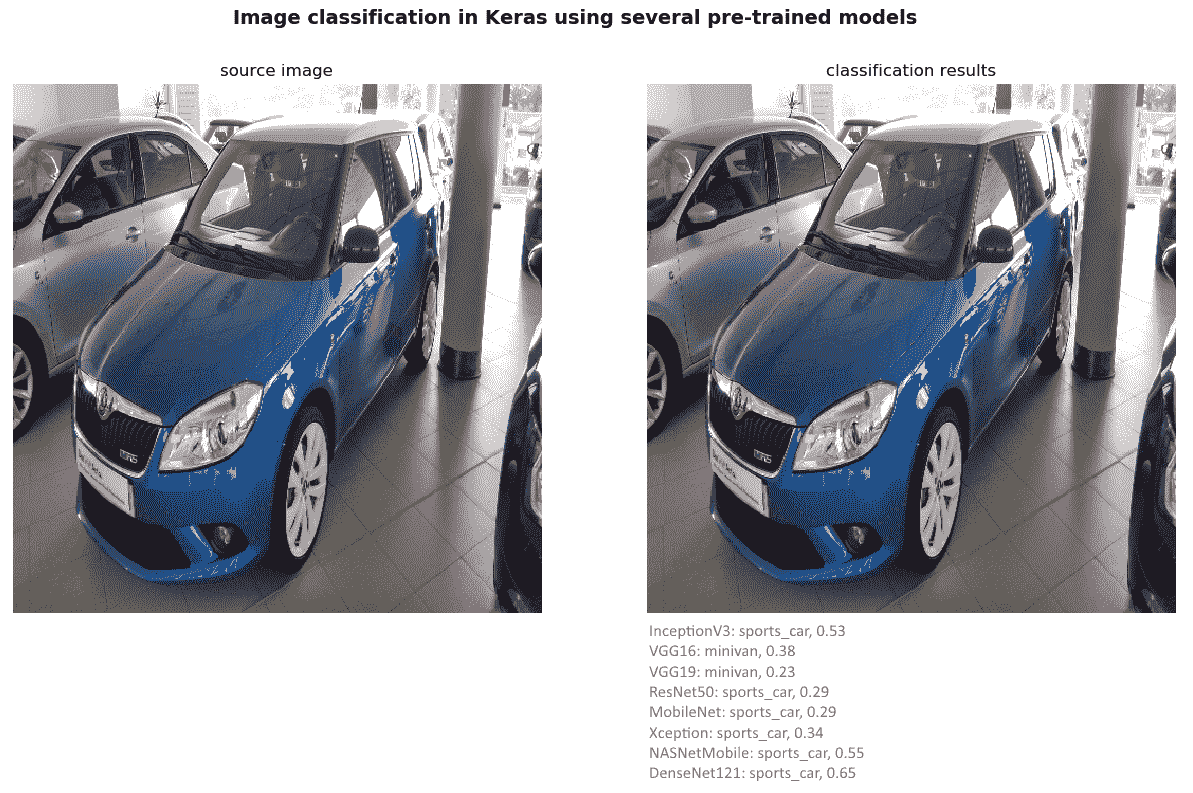 Image classification in Keras using several pre-trained models
source image
classification results
InceptionV3: sports_car, 0.53
VGG16: minivan, 0.38
VGG19: minivan, 0.23
ResNet50: sports_car, 0.29
MobileNet: sports_car, 0.29
Xception: sports_car, 0.34
NASNetMobile: sports_car, 0.55
DenseNet121: sports_car, 0.65